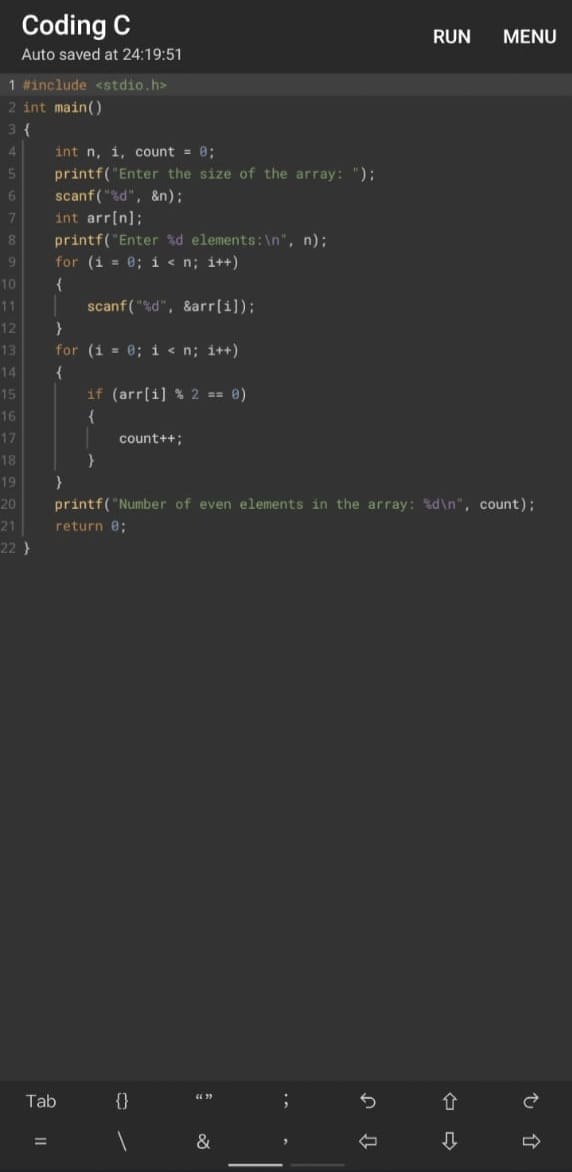 Coding C
RUN MENU
Auto saved at 24:19:51
1 #include <stdio.h>
2 int main()
3 {
4     int n, i, count = 0;
5     printf("Enter the size of the array: ");
6     scanf("%d", &n);
7     int arr[n];
8     printf("Enter %d elements:\n", n);
9     for (i = 0; i < n; i++)
10     {
11         scanf("%d", &arr[i]);
12     }
13     for (i = 0; i < n; i++)
14     {
15         if (arr[i] % 2 == 0)
16         {
17             count++;
18         }
19     }
20     printf("Number of even elements in the array: %d\n", count);
21     return 0;
22 }
Tab {} “” ;
= \ & ,